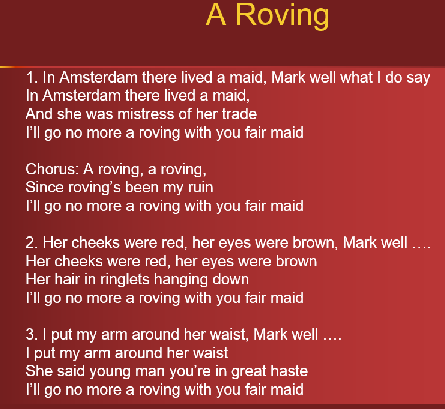 A Roving
1. In Amsterdam there lived a maid, Mark well what I do say
In Amsterdam there lived a maid,
And she was mistress of her trade
I'll go no more a roving with you fair maid
Chorus: A roving, a roving,
Since roving's been my ruin
I'll go no more a roving with you fair maid
2. Her cheeks were red, her eyes were brown, Mark well ….
Her cheeks were red, her eyes were brown
Her hair in ringlets hanging down
I'll go no more a roving with you fair maid
3. I put my arm around her waist, Mark well ….
I put my arm around her waist
She said young man you're in great haste
I'll go no more a roving with you fair maid